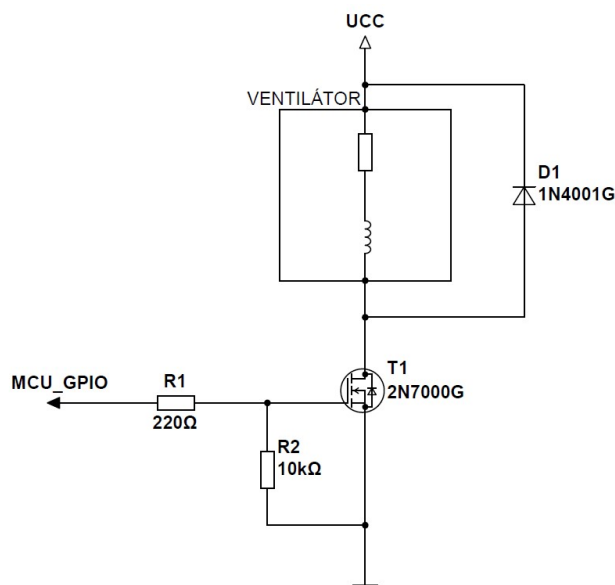 UCC
VENTILÁTOR
D1
1N4001G
T1
2N7000G
MCU_GPIO
R1
220Ω
R2
10kΩ